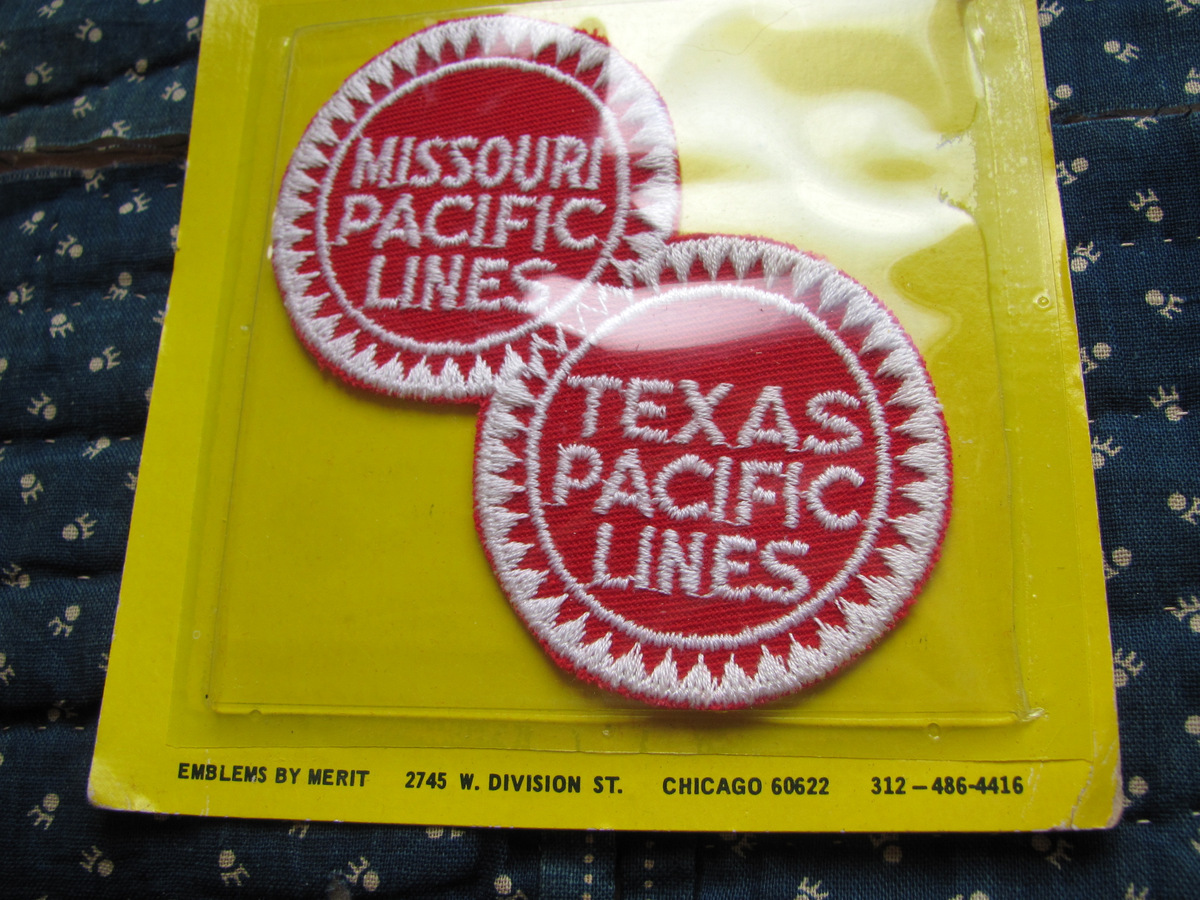 MISSOURI
PACIFIC
LINES
TEXAS
PACIFIC
LINES
EMBLEMS BY MERIT 2745 W. DIVISION ST. CHICAGO 60622 312-486-4416